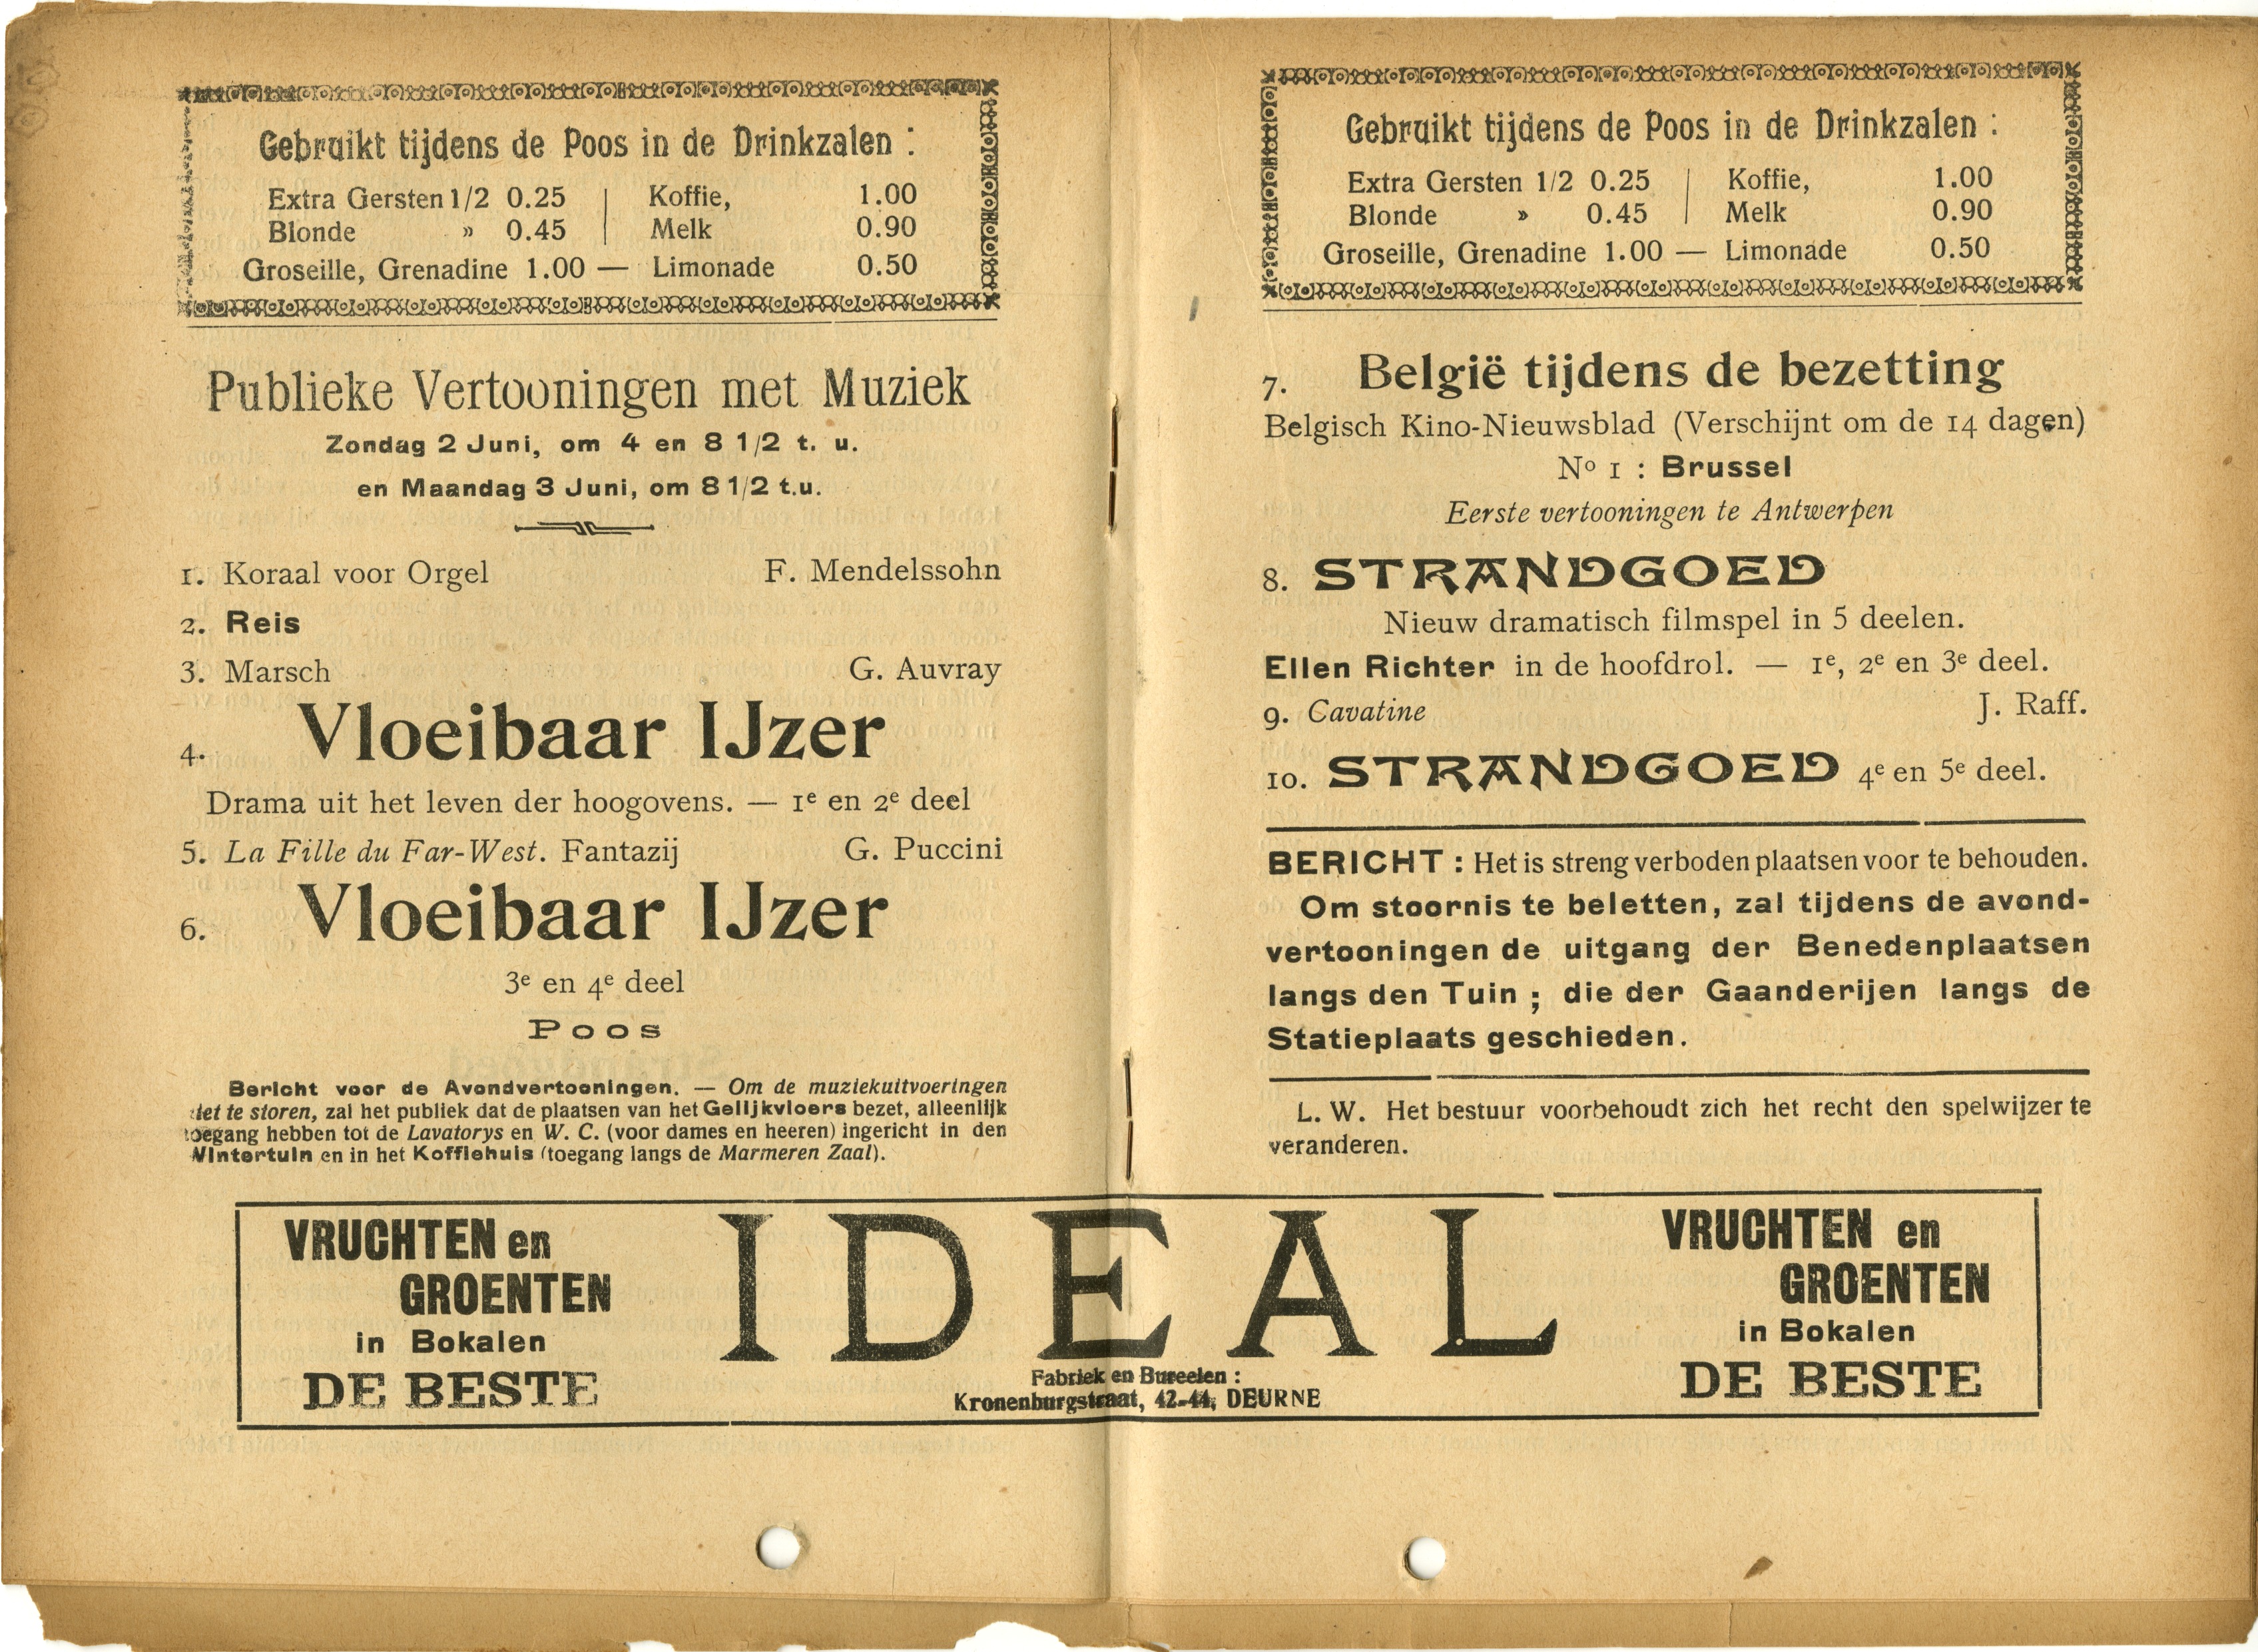 Gebruikt tijdens de Poos in de Drinkzalen :
Extra Gersten 1/2 0.25 Koffie, 1.00
Blonde » 0.45 Melk 0.90
Groseille, Grenadine 1.00 — Limonade 0.50
Publieke Vertooningen met Muziek
Zondag 2 Juni, om 4 en 8 1/2 t. u.
en Maandag 3 Juni, om 8 1/2 t.u.
1. Koraal voor Orgel F. Mendelssohn
2. Reis
3. Marsch G. Auvray
4. Vloeibaar IJzer
Drama uit het leven der hoogovens. — 1e en 2e deel
5. La Fille du Far-West. Fantazij G. Puccini
6. Vloeibaar IJzer
3e en 4e deel
Poos
Bericht voor de Avondvertooningen. — Om de muziekuitvoeringen
iet te storen, zal het publiek dat de plaatsen van het Gelijkvloers bezet, alleenlijk
toegang hebben tot de Lavatorys en W. C. (voor dames en heeren) ingericht in den
Wintertuin en in het Koffiehuis (toegang langs de Marmeren Zaal).
Gebruikt tijdens de Poos in de Drinkzalen :
Extra Gersten 1/2 0.25 Koffie, 1.00
Blonde » 0.45 Melk 0.90
Groseille, Grenadine 1.00 — Limonade 0.50
7. België tijdens de bezetting
Belgisch Kino-Nieuwsblad (Verschijnt om de 14 dagen)
No 1 : Brussel
Eerste vertooningen te Antwerpen
8. STRANDGOED
Nieuw dramatisch filmspel in 5 deelen.
Ellen Richter in de hoofdrol. — 1e, 2e en 3e deel.
9. Cavatine J. Raff.
10. STRANDGOED 4e en 5e deel.
BERICHT : Het is streng verboden plaatsen voor te behouden.
Om stoornis te beletten, zal tijdens de avond-
vertooningen de uitgang der Benedenplaatsen
langs den Tuin ; die der Gaanderijen langs de
Statieplaats geschieden.
L. W. Het bestuur voorbehoudt zich het recht den spelwijzer te
veranderen.
VRUCHTEN en
GROENTEN
in Bokalen
DE BESTE
IDEAL
Fabriek en Bureelen :
Kronenburgstraat, 42-44, DEURNE
VRUCHTEN en
GROENTEN
in Bokalen
DE BESTE